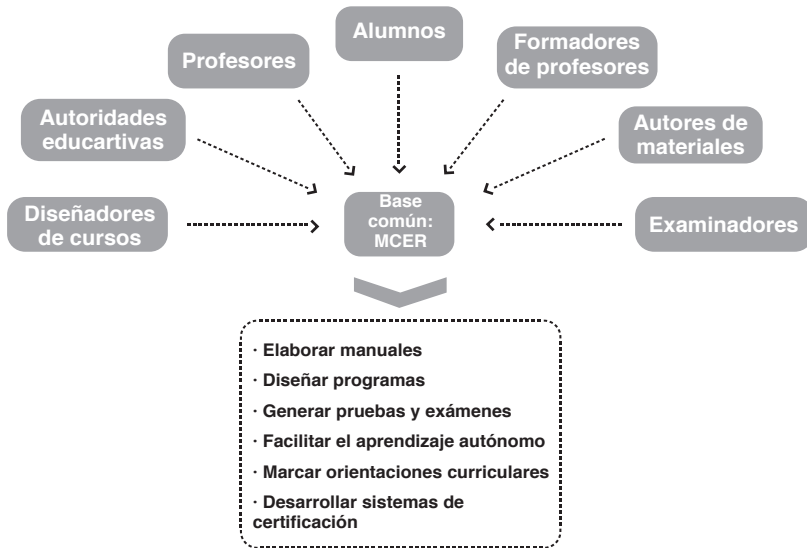 Alumnos
Profesores
Formadores
de profesores
Autoridades
educartivas
Autores de
materiales
Diseñadores
de cursos
Base
común:
MCER
Examinadores
· Elaborar manuales
· Diseñar programas
· Generar pruebas y exámenes
· Facilitar el aprendizaje autónomo
· Marcar orientaciones curriculares
· Desarrollar sistemas de
certificación